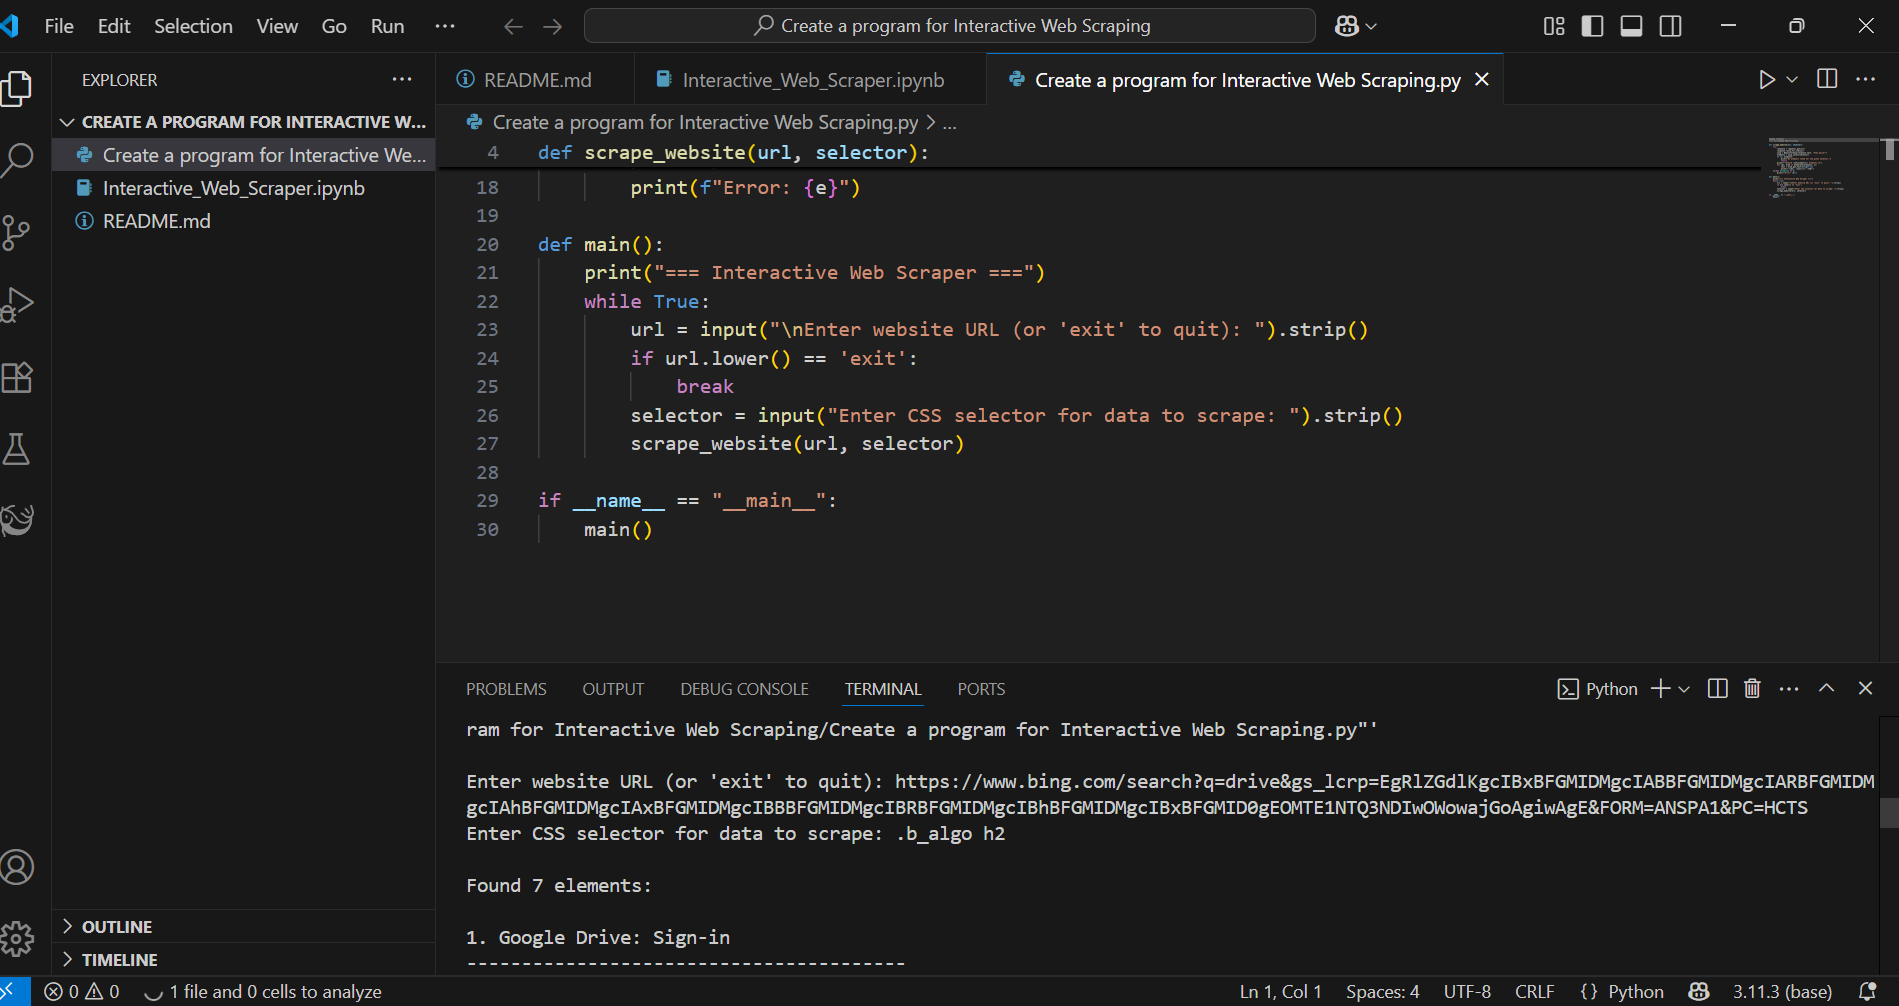 File Edit Selection View Go Run ··· Create a program for Interactive Web Scraping
EXPLORER ···
CREATE A PROGRAM FOR INTERACTIVE W...
Create a program for Interactive We...
Interactive_Web_Scraper.ipynb
README.md
OUTLINE
TIMELINE
README.md Interactive_Web_Scraper.ipynb Create a program for Interactive Web Scraping.py
Create a program for Interactive Web Scraping.py > ...
4 def scrape_website(url, selector):
18 print(f"Error: {e}")
19
20 def main():
21 print("=== Interactive Web Scraper ===")
22 while True:
23 url = input("\nEnter website URL (or 'exit' to quit): ").strip()
24 if url.lower() == 'exit':
25 break
26 selector = input("Enter CSS selector for data to scrape: ").strip()
27 scrape_website(url, selector)
28
29 if __name__ == "__main__":
30 main()
PROBLEMS OUTPUT DEBUG CONSOLE TERMINAL PORTS Python
ram for Interactive Web Scraping/Create a program for Interactive Web Scraping.py"'
Enter website URL (or 'exit' to quit): https://www.bing.com/search?q=drive&gs_lcrp=EgRlZGdlKgcIBxBFGMIDMgcIABBFGMIDMgcIARBFGMIDM
gcIAhBFGMIDMgcIAxBFGMIDMgcIBBBFGMIDMgcIBRBFGMIDMgcIBhBFGMIDMgcIBxBFGMID0gEOMTE1NTQ3NDIwOWowajGoAgiwAgE&FORM=ANSPA1&PC=HCTS
Enter CSS selector for data to scrape: .b_algo h2
Found 7 elements:
1. Google Drive: Sign-in
----------------------------------------
0 0 1 file and 0 cells to analyze Ln 1, Col 1 Spaces: 4 UTF-8 CRLF {} Python 3.11.3 (base)